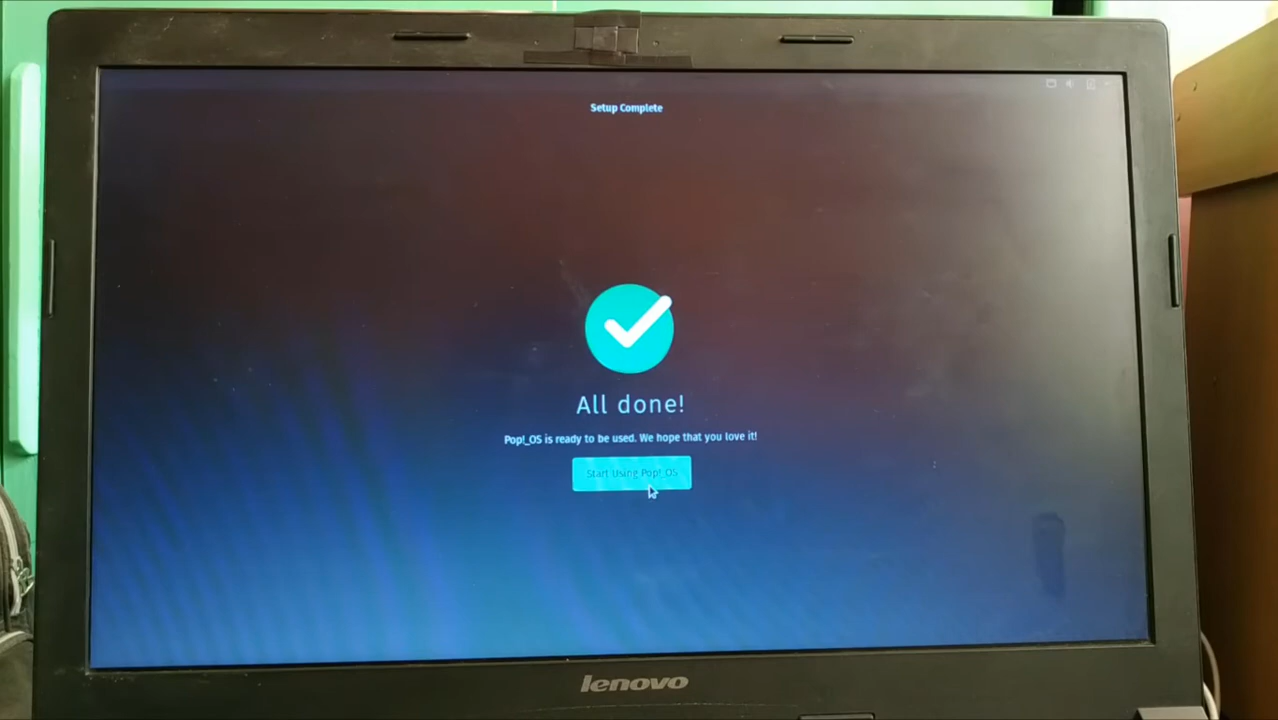 Setup Complete
All done!
Pop!_OS is ready to be used. We hope that you love it!
Start Using Pop!_OS
lenovo